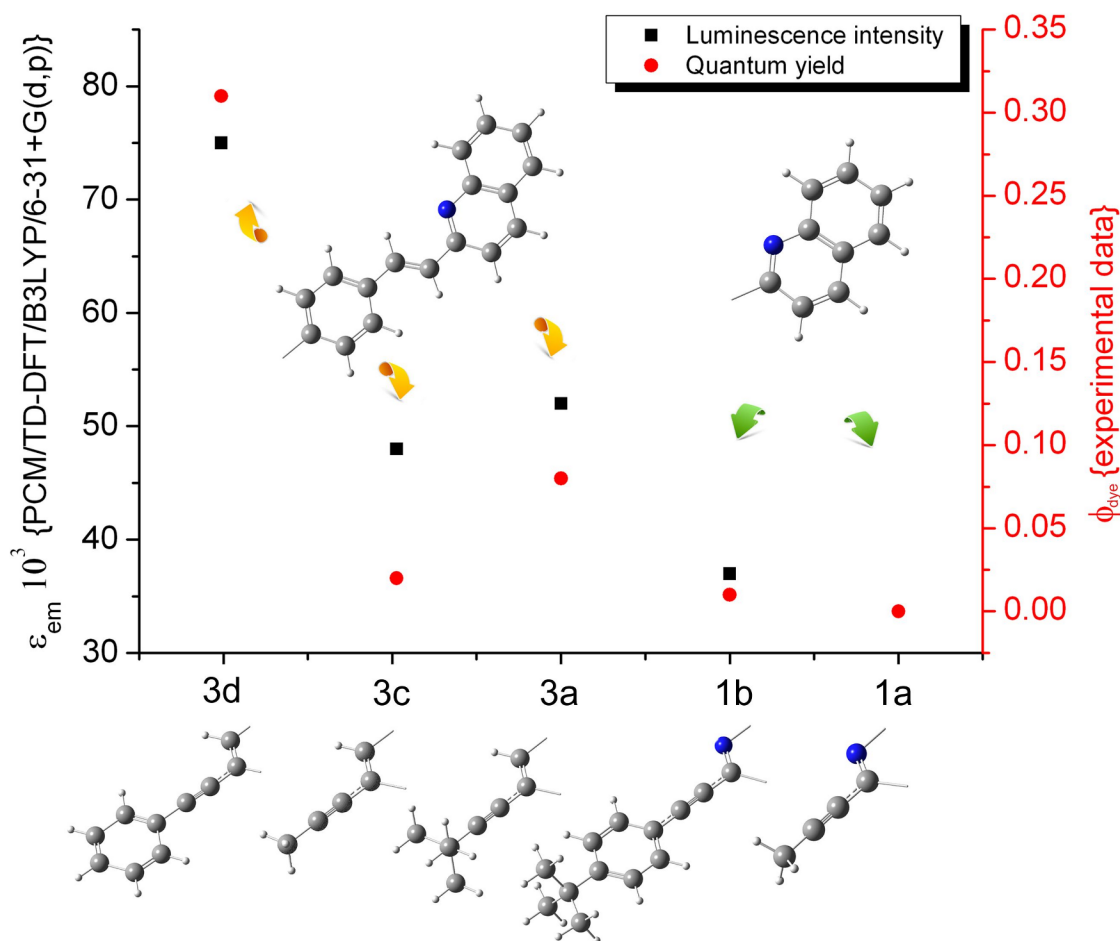 Luminescence intensity
Quantum yield
ε_em 10³ {PCM/TD-DFT/B3LYP/6-31+G(d,p)}
80
70
60
50
40
30
0.35
0.30
0.25
0.20
0.15
0.10
0.05
0.00
ϕ_dye {experimental data}
3d 3c 3a 1b 1a